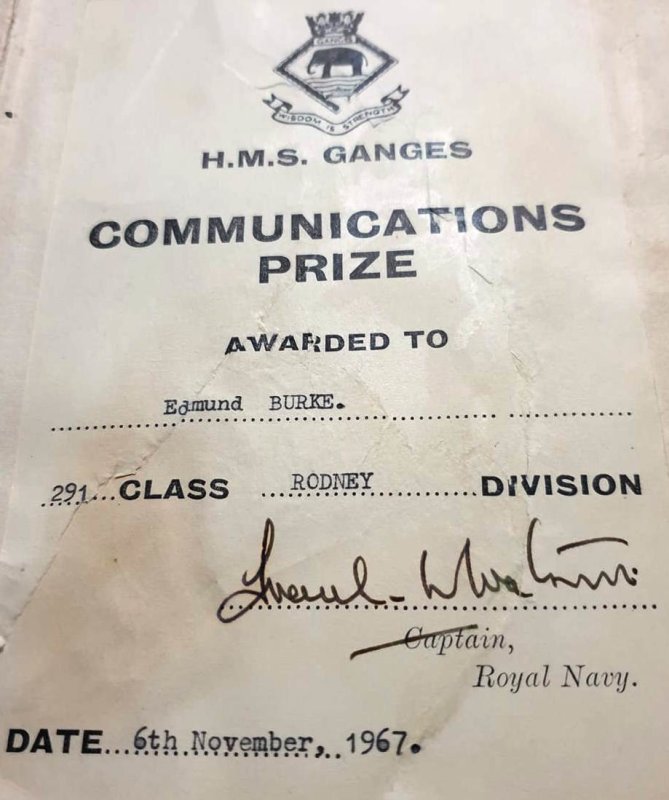 GANGES
WISDOM IS STRENGTH
H.M.S. GANGES
COMMUNICATIONS
PRIZE
AWARDED TO
Edmund BURKE.
291 CLASS RODNEY DIVISION
Captain,
Royal Navy.
DATE 6th November, 1967.